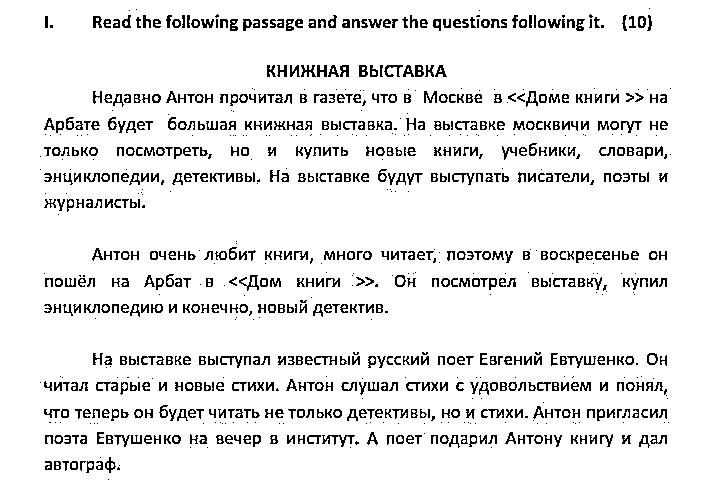 I. Read the following passage and answer the questions following it. (10)
КНИЖНАЯ ВЫСТАВКА
Недавно Антон прочитал в газете, что в Москве в <<Доме книги >> на
Арбате будет большая книжная выставка. На выставке москвичи могут не
только посмотреть, но и купить новые книги, учебники, словари,
энциклопедии, детективы. На выставке будут выступать писатели, поэты и
журналисты.
Антон очень любит книги, много читает, поэтому в воскресенье он
пошёл на Арбат в <<Дом книги >>. Он посмотрел выставку, купил
энциклопедию и конечно, новый детектив.
На выставке выступал известный русский поет Евгений Евтушенко. Он
читал старые и новые стихи. Антон слушал стихи с удовольствием и понял,
что теперь он будет читать не только детективы, но и стихи. Антон пригласил
поэта Евтушенко на вечер в институт. А поет подарил Антону книгу и дал
автограф.